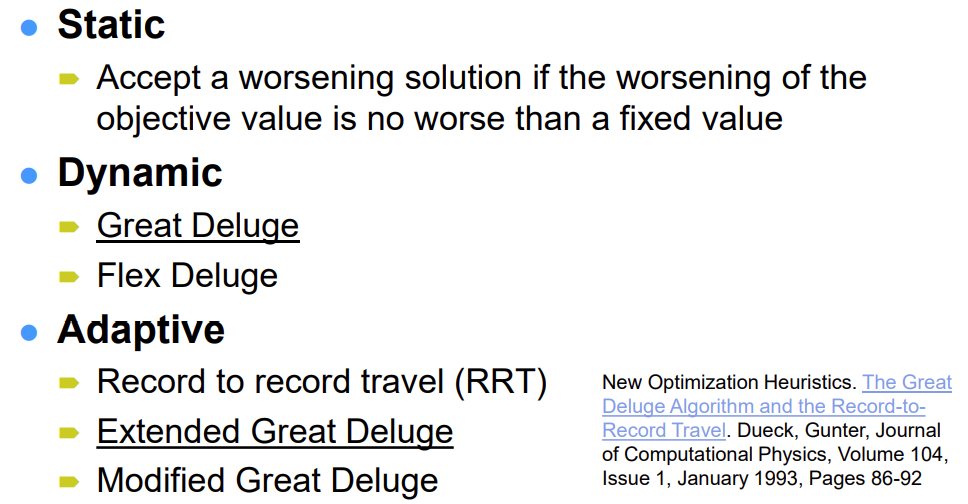 Static
Accept a worsening solution if the worsening of the
objective value is no worse than a fixed value
Dynamic
Great Deluge
Flex Deluge
Adaptive
Record to record travel (RRT)
Extended Great Deluge
Modified Great Deluge
New Optimization Heuristics. The Great
Deluge Algorithm and the Record-to-
Record Travel. Dueck, Gunter, Journal
of Computational Physics, Volume 104,
Issue 1, January 1993, Pages 86-92